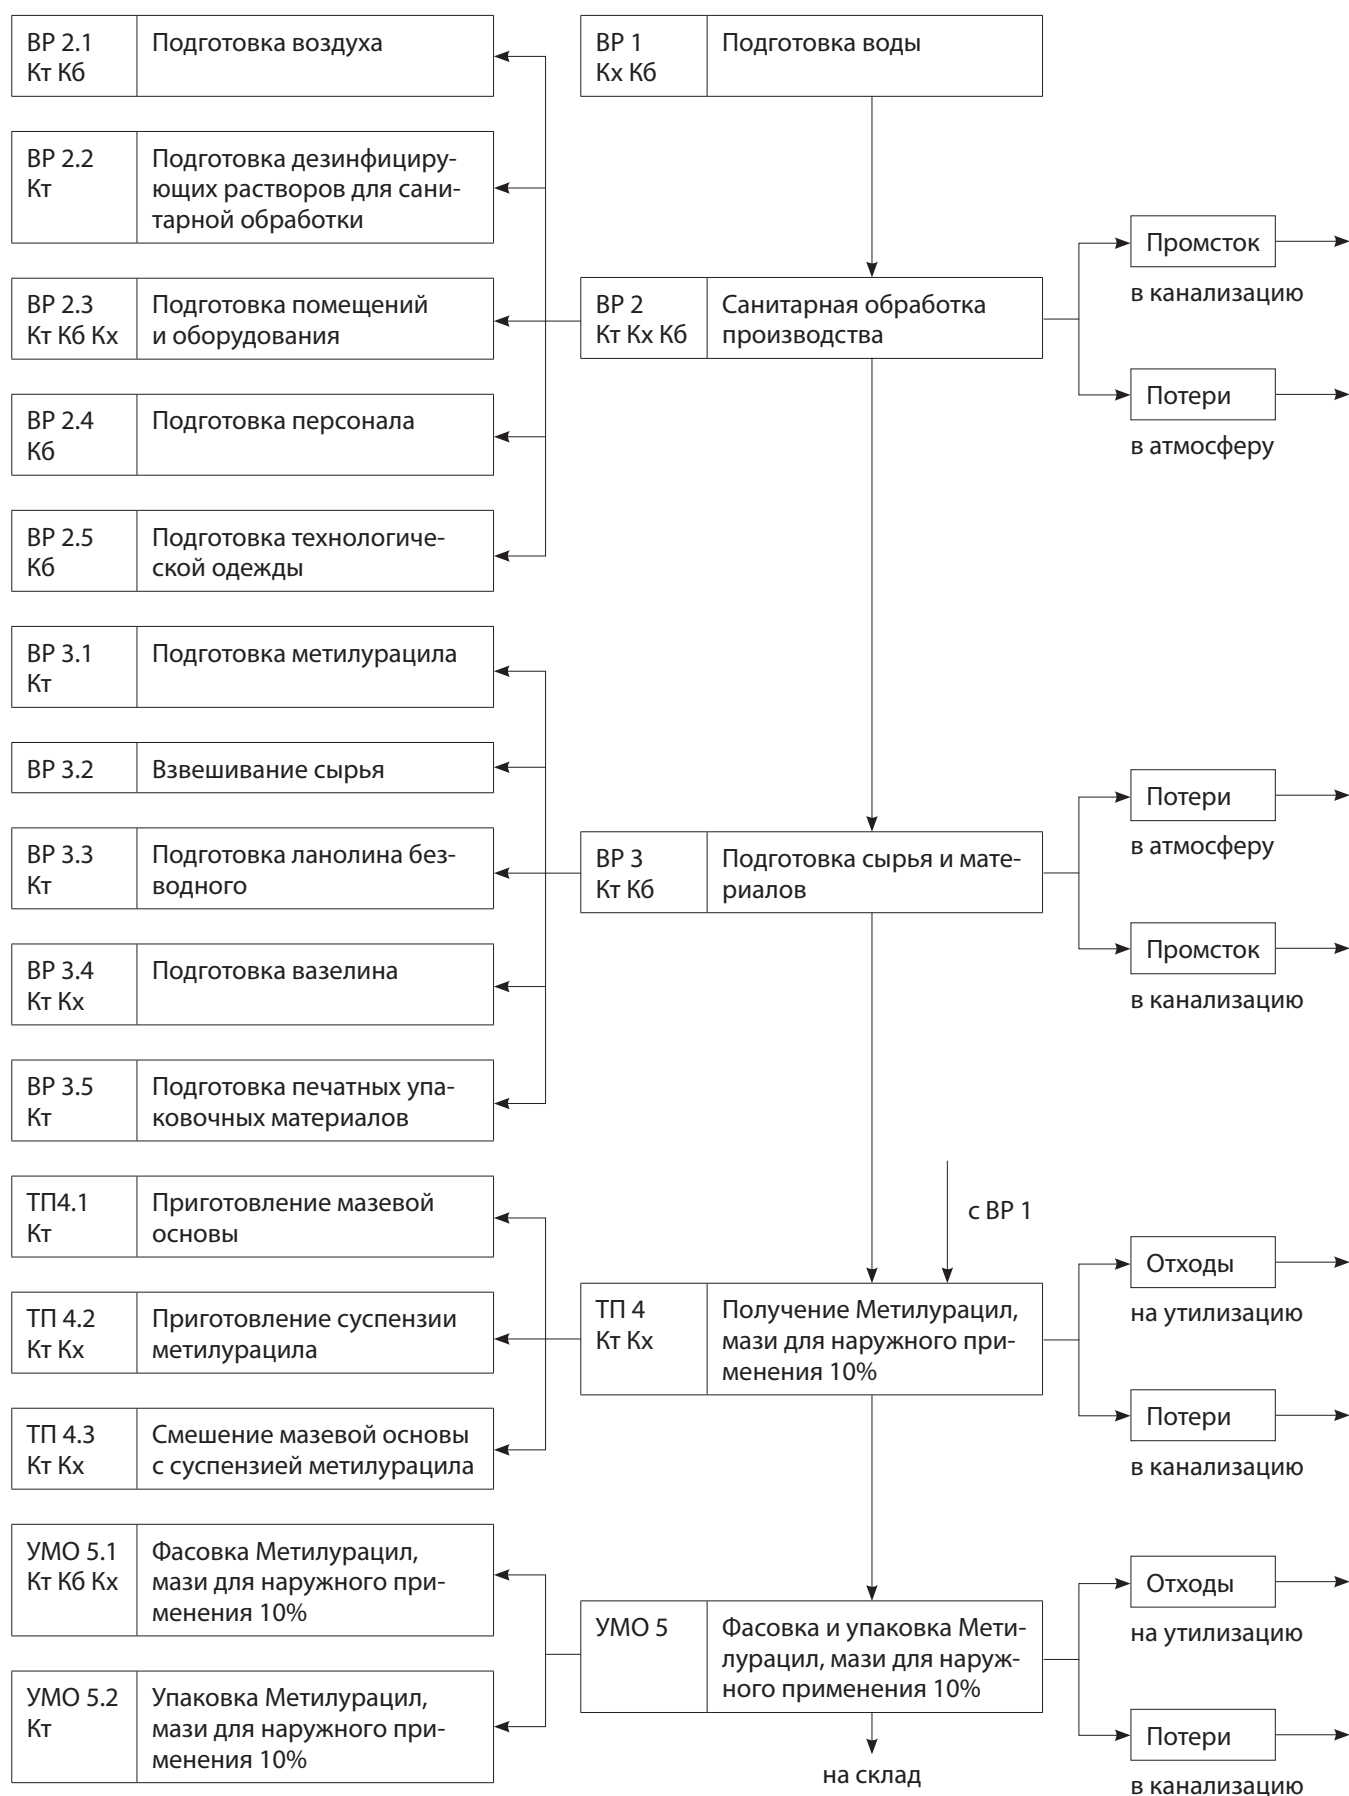 ВР 2.1
Кт Кб
Подготовка воздуха
ВР 1
Кх Кб
Подготовка воды
ВР 2.2
Кт
Подготовка дезинфициру-
ющих растворов для сани-
тарной обработки
ВР 2.3
Кт Кб Кх
Подготовка помещений
и оборудования
ВР 2
Кт Кх Кб
Санитарная обработка
производства
Промсток
в канализацию
Потери
в атмосферу
ВР 2.4
Кб
Подготовка персонала
ВР 2.5
Кб
Подготовка технологиче-
ской одежды
ВР 3.1
Кт
Подготовка метилурацила
ВР 3.2
Взвешивание сырья
ВР 3.3
Кт
Подготовка ланолина без-
водного
ВР 3
Кт Кб
Подготовка сырья и мате-
риалов
Потери
в атмосферу
Промсток
в канализацию
ВР 3.4
Кт Кх
Подготовка вазелина
ВР 3.5
Кт
Подготовка печатных упа-
ковочных материалов
ТП4.1
Кт
Приготовление мазевой
основы
с ВР 1
ТП 4.2
Кт Кх
Приготовление суспензии
метилурацила
ТП 4
Кт Кх
Получение Метилурацил,
мази для наружного при-
менения 10%
Отходы
на утилизацию
Потери
в канализацию
ТП 4.3
Кт Кх
Смешение мазевой основы
с суспензией метилурацила
УМО 5.1
Кт Кб Кх
Фасовка Метилурацил,
мази для наружного при-
менения 10%
УМО 5
Фасовка и упаковка Мети-
лурацил, мази для наруж-
ного применения 10%
Отходы
на утилизацию
Потери
в канализацию
УМО 5.2
Кт
Упаковка Метилурацил,
мази для наружного при-
менения 10%
на склад